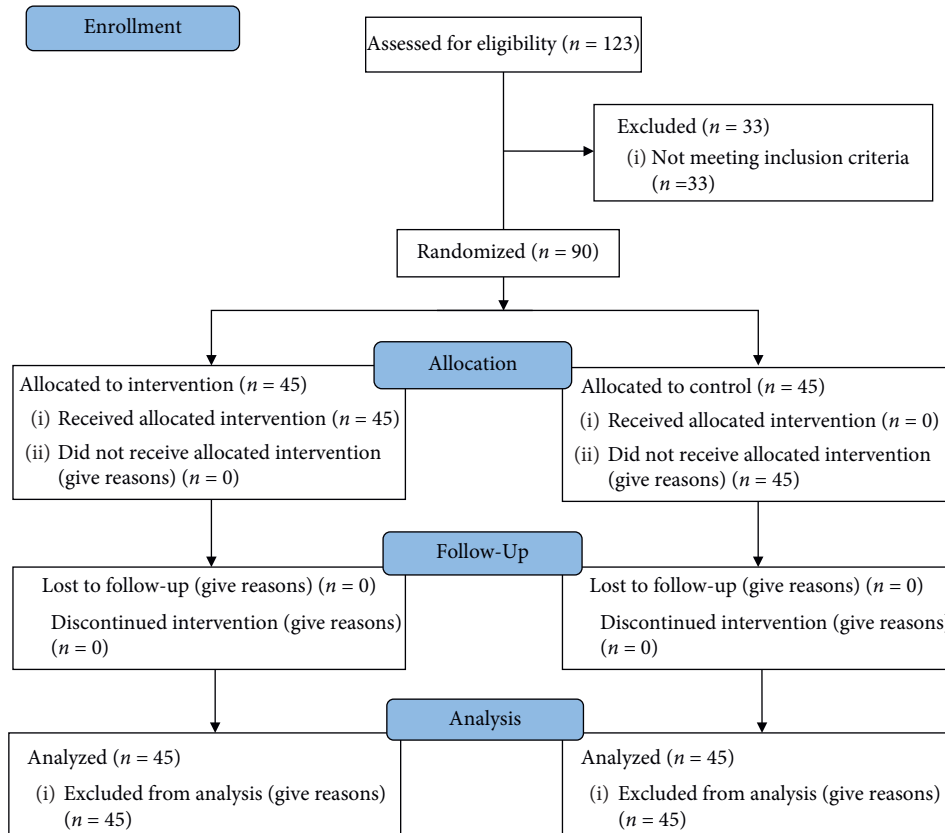 Enrollment
Assessed for eligibility (n = 123)
Excluded (n = 33)
(i) Not meeting inclusion criteria
(n =33)
Randomized (n = 90)
Allocation
Allocated to intervention (n = 45)
(i) Received allocated intervention (n = 45)
(ii) Did not receive allocated intervention
(give reasons) (n = 0)
Allocated to control (n = 45)
(i) Received allocated intervention (n = 0)
(ii) Did not receive allocated intervention
(give reasons) (n = 45)
Follow-Up
Lost to follow-up (give reasons) (n = 0)
Discontinued intervention (give reasons)
(n = 0)
Lost to follow-up (give reasons) (n = 0)
Discontinued intervention (give reasons)
(n = 0)
Analysis
Analyzed (n = 45)
(i) Excluded from analysis (give reasons)
(n = 45)
Analyzed (n = 45)
(i) Excluded from analysis (give reasons)
(n = 45)